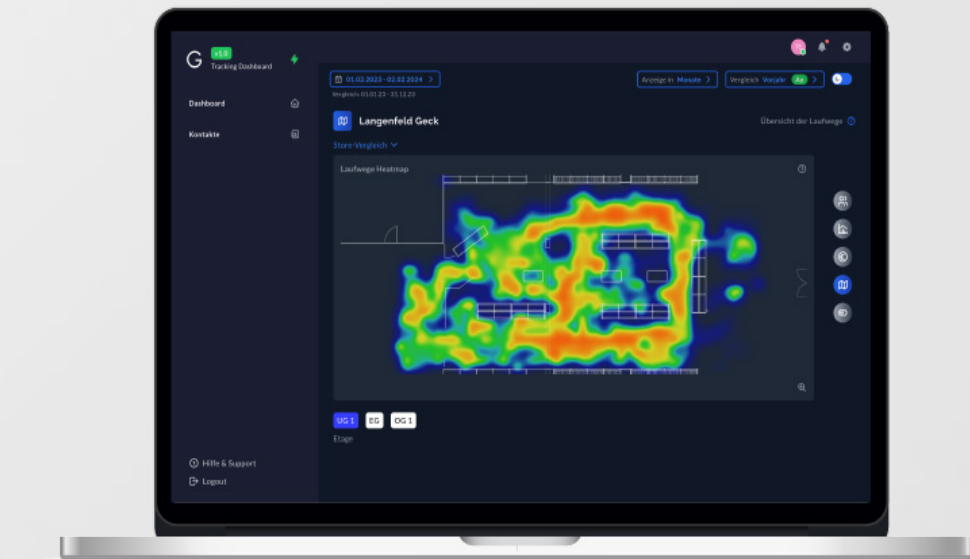 G
v1.0
Tracking Dashboard
Dashboard
Kontakte
01.02.2023 - 02.02.2024
Vergleich: 01.01.23 - 31.12.23
Anzeige in Monate
Vergleich Vorjahr
Langenfeld Geck
Übersicht der Laufwege
Store-Vergleich
Laufwege Heatmap
UG 1 EG OG 1
Etage
Hilfe & Support
Logout